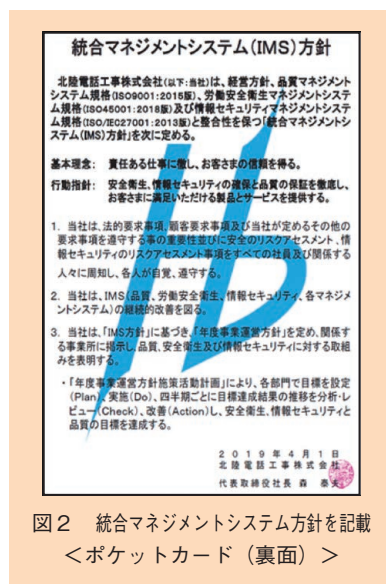 統合マネジメントシステム(IMS)方針
北陸電話工事株式会社(以下:当社)は、経営方針、品質マネジメント
システム規格(ISO9001:2015版)、労働安全衛生マネジメントシステ
ム規格(ISO45001:2018版)及び情報セキュリティマネジメントシステ
ム規格(ISO/IEC27001:2013版)と整合性を保つ「統合マネジメントシ
ステム(IMS)方針」を次に定める。
基本理念: 責任ある仕事に徹し、お客さまの信頼を得る。
行動指針: 安全衛生、情報セキュリティの確保と品質の保証を徹底し、
お客さまに満足いただける製品とサービスを提供する。
1. 当社は、法的要求事項、顧客要求事項及び当社が定めるその他の
要求事項を遵守する事の重要性並びに安全のリスクアセスメント、情
報セキュリティのリスクアセスメント事項をすべての社員及び関係する
人々に周知し、各人が自覚、遵守する。
2. 当社は、IMS(品質、労働安全衛生、情報セキュリティ、各マネジメ
ントシステム)の継続的改善を図る。
3. 当社は、「IMS方針」に基づき、「年度事業運営方針」を定め、関係す
る事業所に掲示し、品質、安全衛生及び情報セキュリティに対する取組
みを表明する。
・「年度事業運営方針施策活動計画」により、各部門で目標を設定
(Plan)、実施(Do)、四半期ごとに目標達成結果の推移を分析・レ
ビュー(Check)、改善(Action)し、安全衛生、情報セキュリティと
品質の目標を達成する。
2019年4月1日
北陸電話工事株式会社
代表取締役社長 森 泰夫
図2 統合マネジメントシステム方針を記載
<ポケットカード(裏面)>